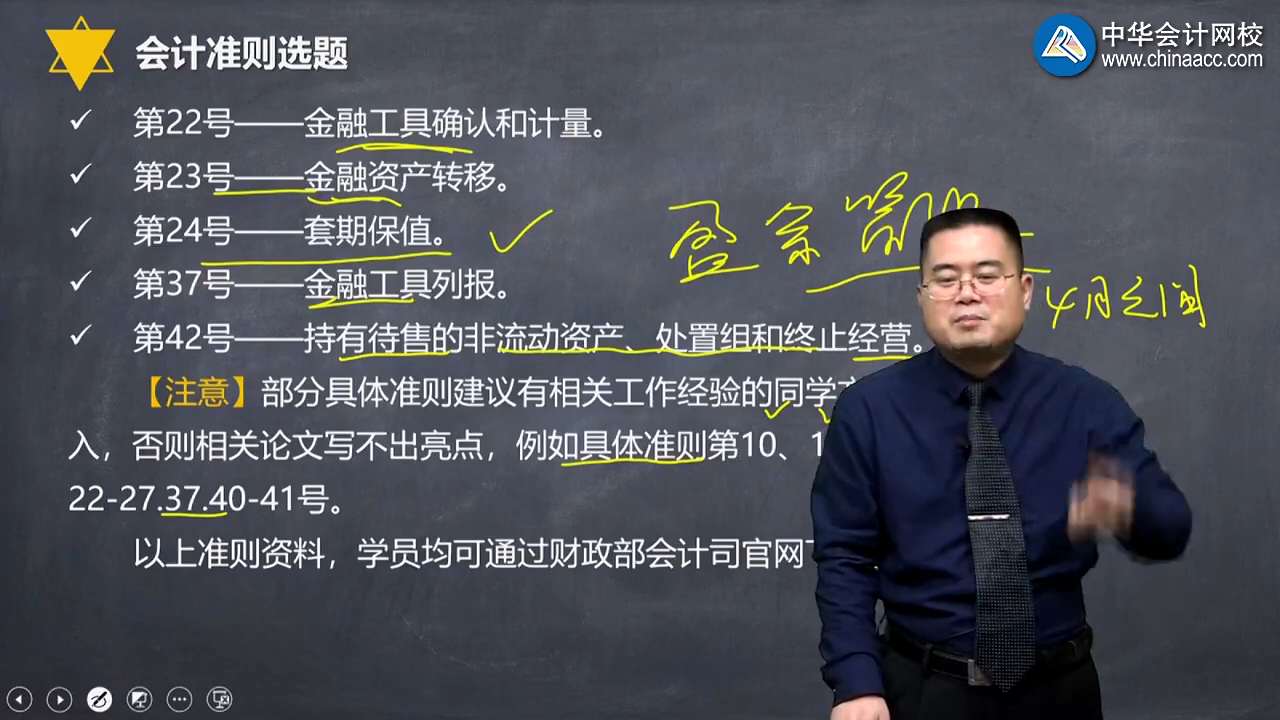 会计准则选题
中华会计网校
www.chinaacc.com
第22号——金融工具确认和计量。
第23号——金融资产转移。
第24号——套期保值。
第37号——金融工具列报。
第42号——持有待售的非流动资产、处置组和终止经营。
【注意】部分具体准则建议有相关工作经验的同学
入，否则相关论文写不出亮点，例如具体准则第10、1
22-27.37.40-41号。
以上准则资料，学员均可通过财政部会计司官网下
盈余管理
4月之间